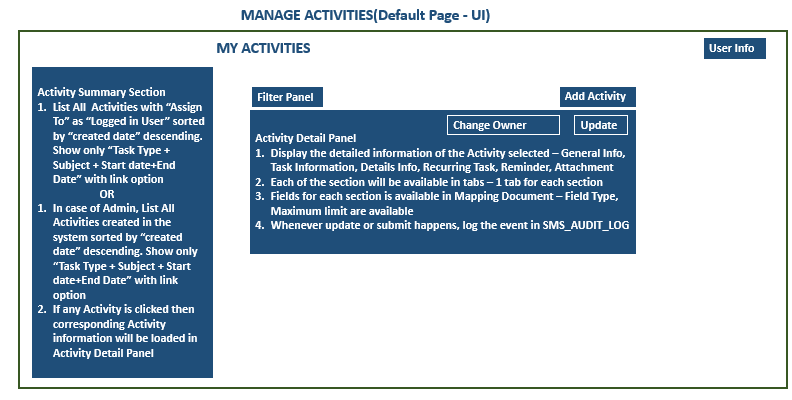 MANAGE ACTIVITIES(Default Page - UI)
MY ACTIVITIES
User Info
Activity Summary Section
1. List All Activities with “Assign
To” as “Logged in User” sorted
by “created date” descending.
Show only “Task Type +
Subject + Start date+End
Date” with link option
OR
1. In case of Admin, List All
Activities created in the
system sorted by “created
date” descending. Show only
“Task Type + Subject + Start
date+End Date” with link
option
2. If any Activity is clicked then
corresponding Activity
information will be loaded in
Activity Detail Panel
Filter Panel
Add Activity
Change Owner
Update
Activity Detail Panel
1. Display the detailed information of the Activity selected – General Info,
Task Information, Details Info, Recurring Task, Reminder, Attachment
2. Each of the section will be available in tabs – 1 tab for each section
3. Fields for each section is available in Mapping Document – Field Type,
Maximum limit are available
4. Whenever update or submit happens, log the event in SMS_AUDIT_LOG